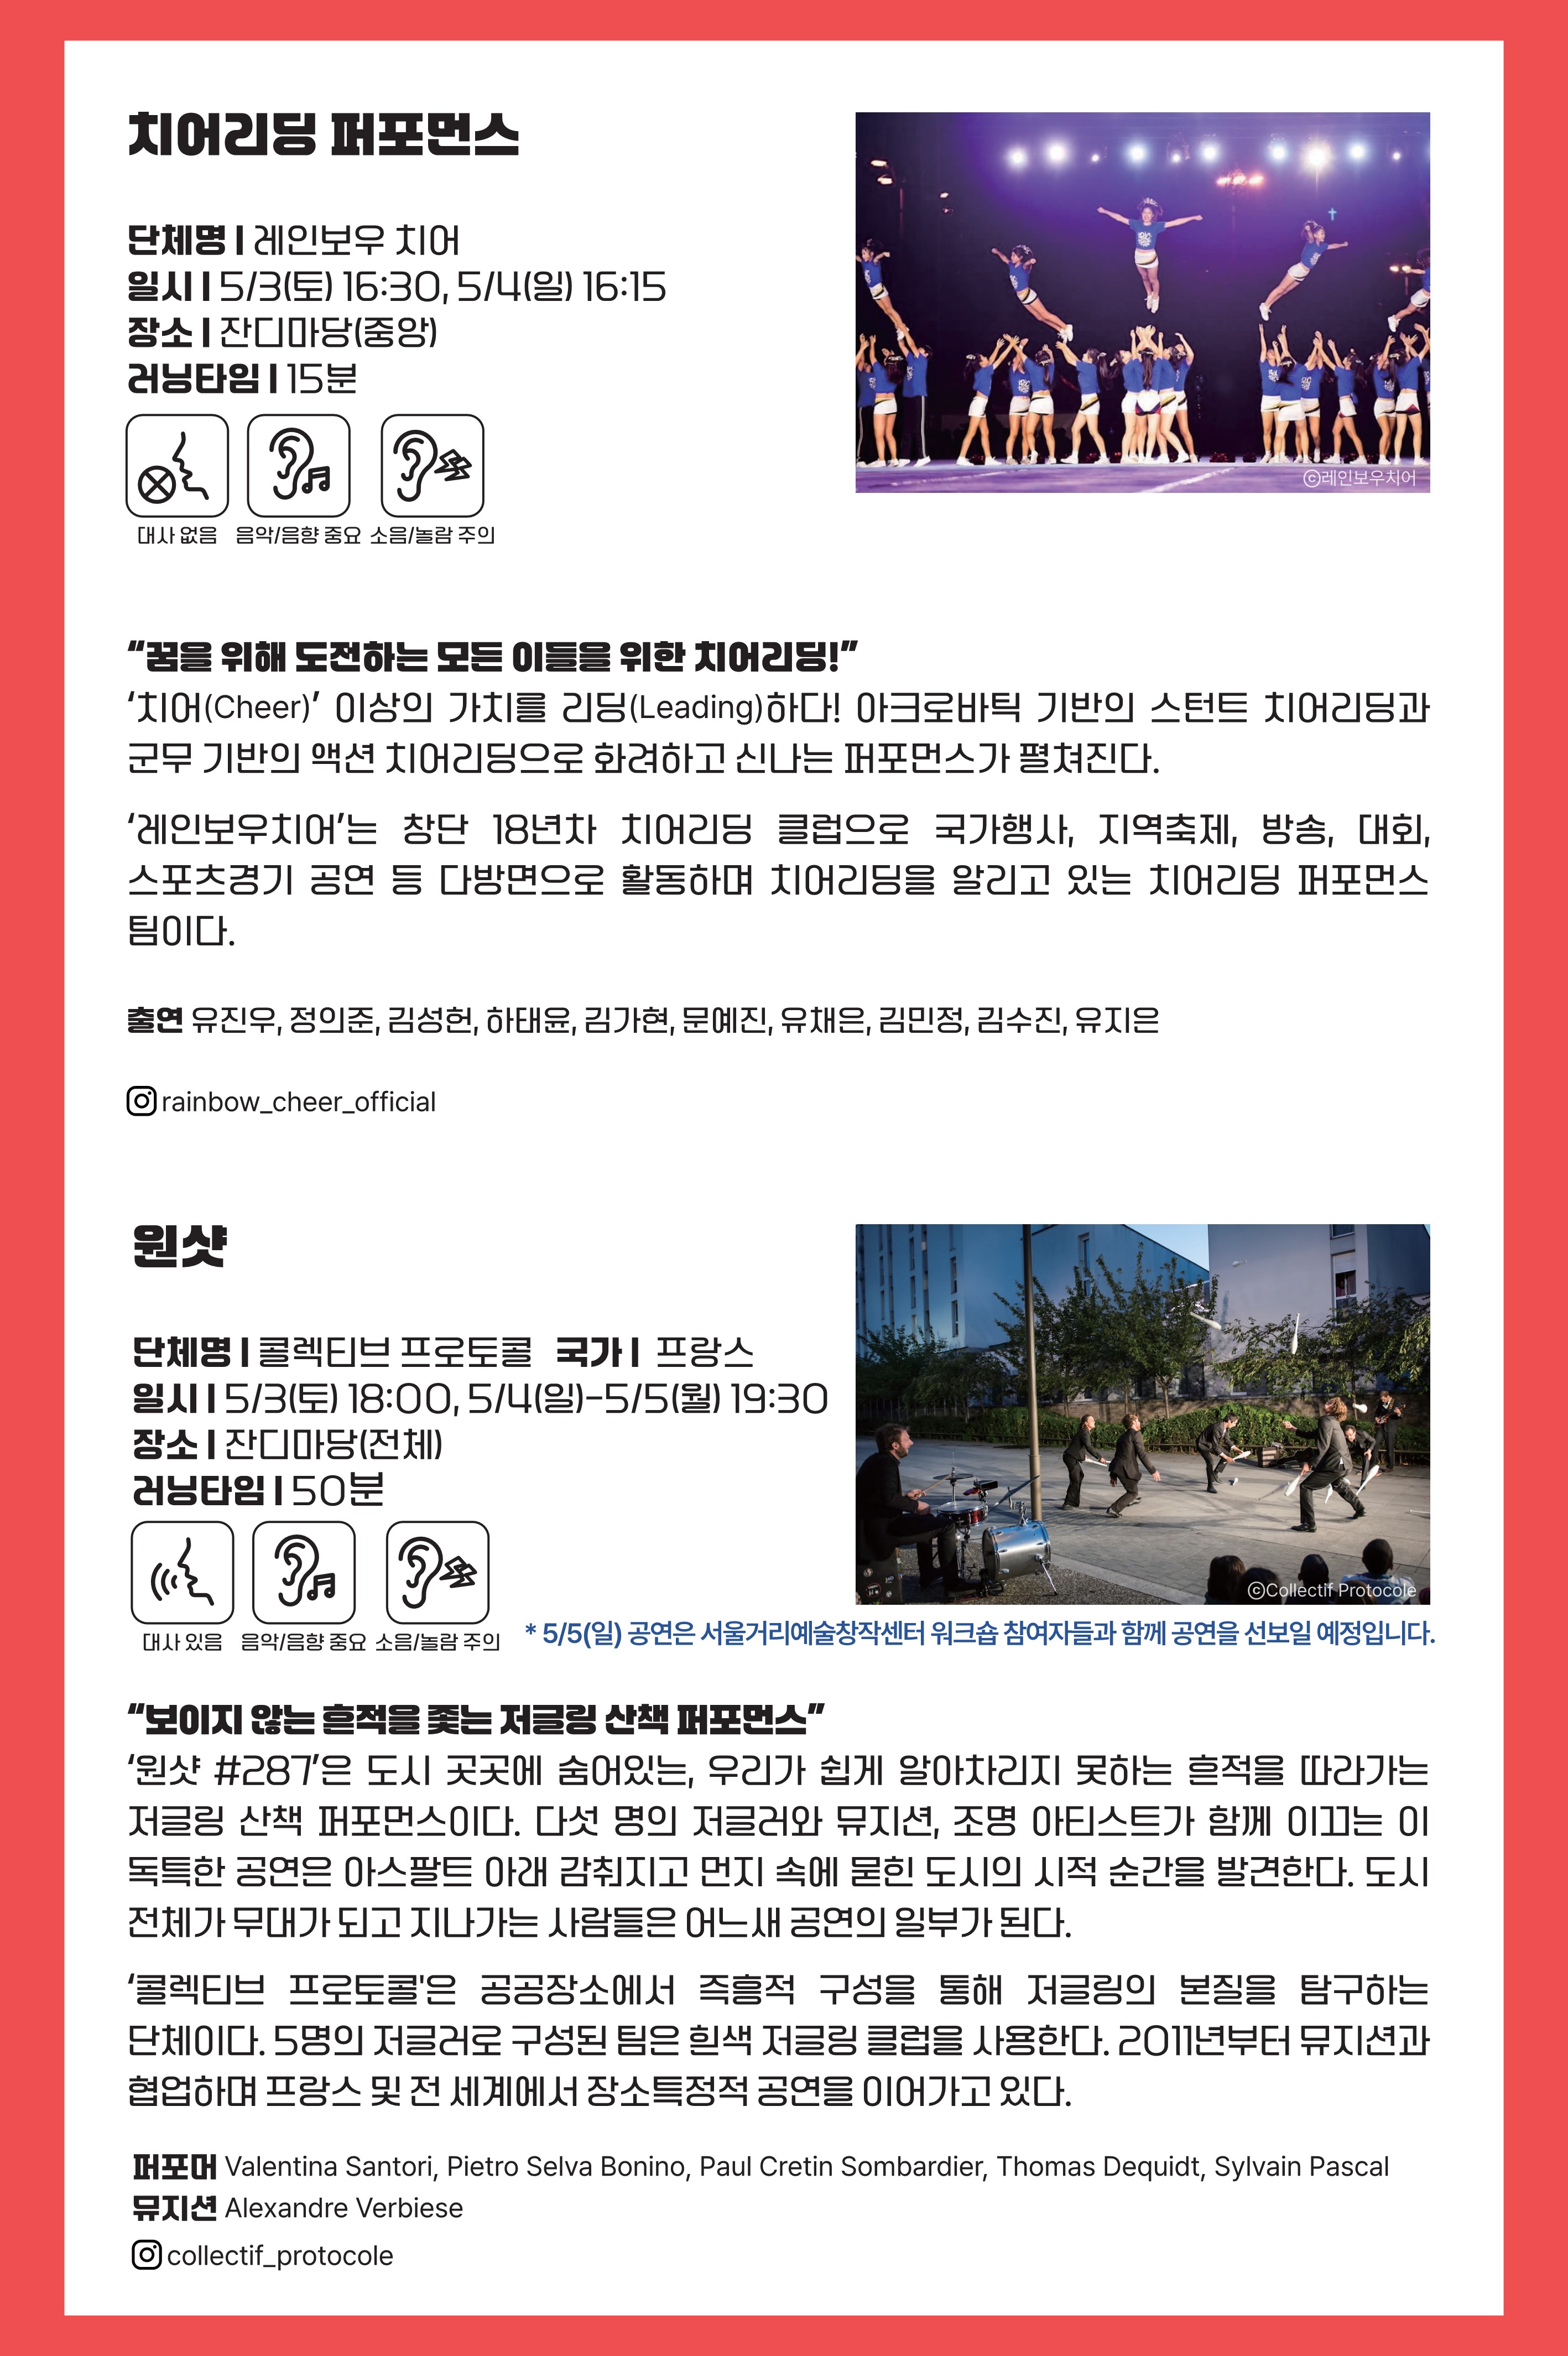 치어리딩 퍼포먼스
단체명 | 레인보우 치어
일시 | 5/3(토) 16:30, 5/4(일) 16:15
장소 | 잔디마당(중앙)
러닝타임 | 15분
대사 없음 음악/음향 중요 소음/놀람 주의
ⓒ레인보우치어
“꿈을 위해 도전하는 모든 이들을 위한 치어리딩!”
‘치어(Cheer)’ 이상의 가치를 리딩(Leading)하다! 아크로바틱 기반의 스턴트 치어리딩과
군무 기반의 액션 치어리딩으로 화려하고 신나는 퍼포먼스가 펼쳐진다.
‘레인보우치어’는 창단 18년차 치어리딩 클럽으로 국가행사, 지역축제, 방송, 대회,
스포츠경기 공연 등 다방면으로 활동하며 치어리딩을 알리고 있는 치어리딩 퍼포먼스
팀이다.
출연 유진우, 정의준, 김성헌, 하태윤, 김가현, 문예진, 유채은, 김민정, 김수진, 유지은
rainbow_cheer_official
원샷
단체명 | 콜렉티브 프로토콜 국가 | 프랑스
일시 | 5/3(토) 18:00, 5/4(일)-5/5(월) 19:30
장소 | 잔디마당(전체)
러닝타임 | 50분
대사 있음 음악/음향 중요 소음/놀람 주의
ⓒCollectif Protocole
* 5/5(일) 공연은 서울거리예술창작센터 워크숍 참여자들과 함께 공연을 선보일 예정입니다.
“보이지 않는 흔적을 좇는 저글링 산책 퍼포먼스”
‘원샷 #287’은 도시 곳곳에 숨어있는, 우리가 쉽게 알아차리지 못하는 흔적을 따라가는
저글링 산책 퍼포먼스이다. 다섯 명의 저글러와 뮤지션, 조명 아티스트가 함께 이끄는 이
독특한 공연은 아스팔트 아래 감춰지고 먼지 속에 묻힌 도시의 시적 순간을 발견한다. 도시
전체가 무대가 되고 지나가는 사람들은 어느새 공연의 일부가 된다.
‘콜렉티브 프로토콜'은 공공장소에서 즉흥적 구성을 통해 저글링의 본질을 탐구하는
단체이다. 5명의 저글러로 구성된 팀은 흰색 저글링 클럽을 사용한다. 2011년부터 뮤지션과
협업하며 프랑스 및 전 세계에서 장소특정적 공연을 이어가고 있다.
퍼포머 Valentina Santori, Pietro Selva Bonino, Paul Cretin Sombardier, Thomas Dequidt, Sylvain Pascal
뮤지션 Alexandre Verbiese
collectif_protocole